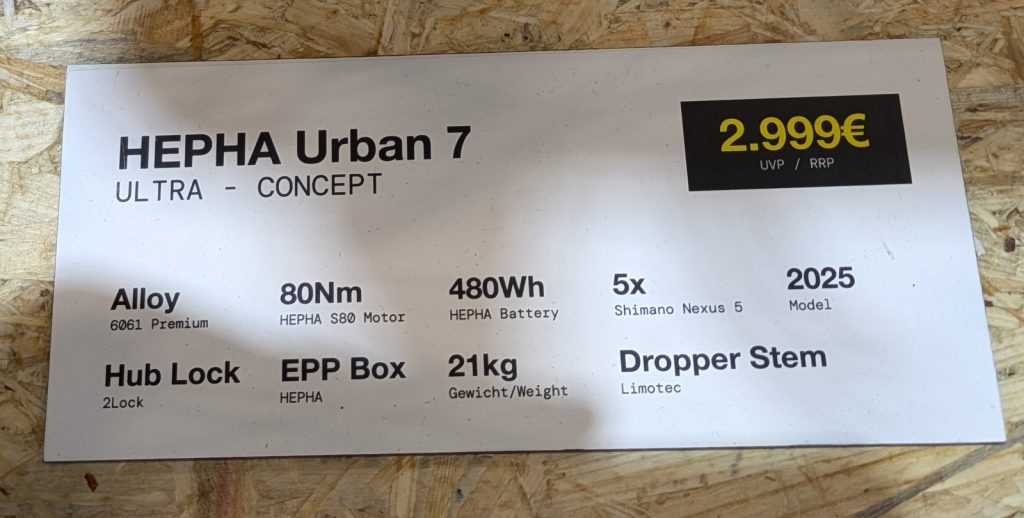 HEPHA Urban 7
ULTRA - CONCEPT
2.999€
UVP / RRP
Alloy
6061 Premium
80Nm
HEPHA S80 Motor
480Wh
HEPHA Battery
5x
Shimano Nexus 5
2025
Model
Hub Lock
2Lock
EPP Box
HEPHA
21kg
Gewicht/Weight
Dropper Stem
Limotec